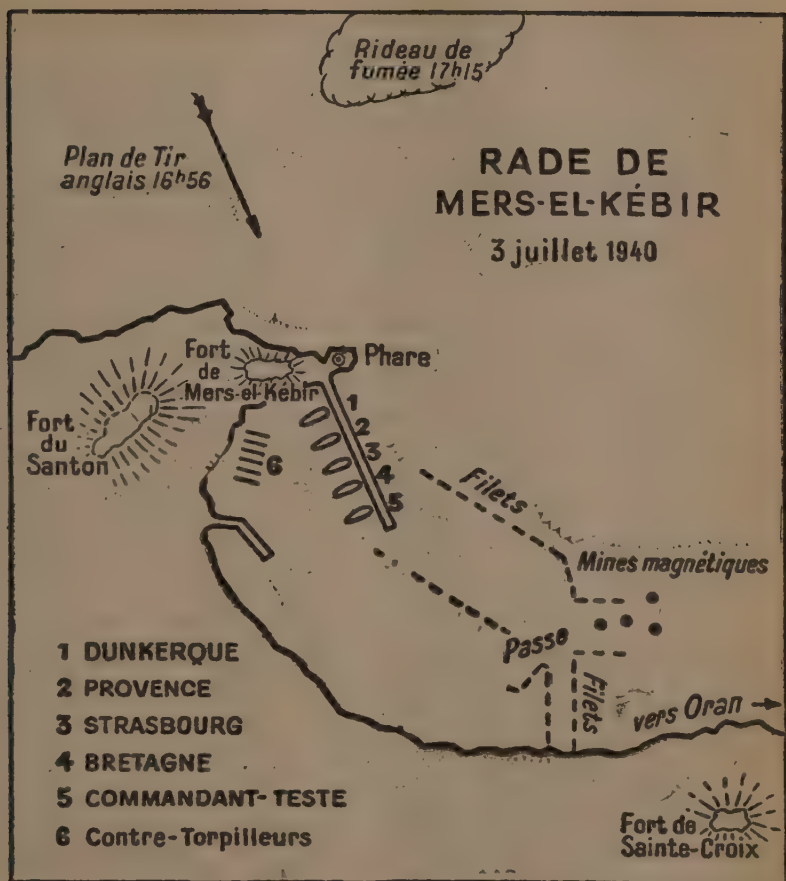 Rideau de
fumée 17h15
Plan de Tir
anglais 16h56
RADE DE
MERS-EL-KÉBIR
3 juillet 1940
Fort
de
Mers-el-Kébir
Phare
Fort
du
Santon
1
2
3
4
5
6
Filets
Mines magnétiques
Passe
Filets
vers Oran
1 DUNKERQUE
2 PROVENCE
3 STRASBOURG
4 BRETAGNE
5 COMMANDANT-TESTE
6 Contre-Torpilleurs
Fort de
Sainte-Croix